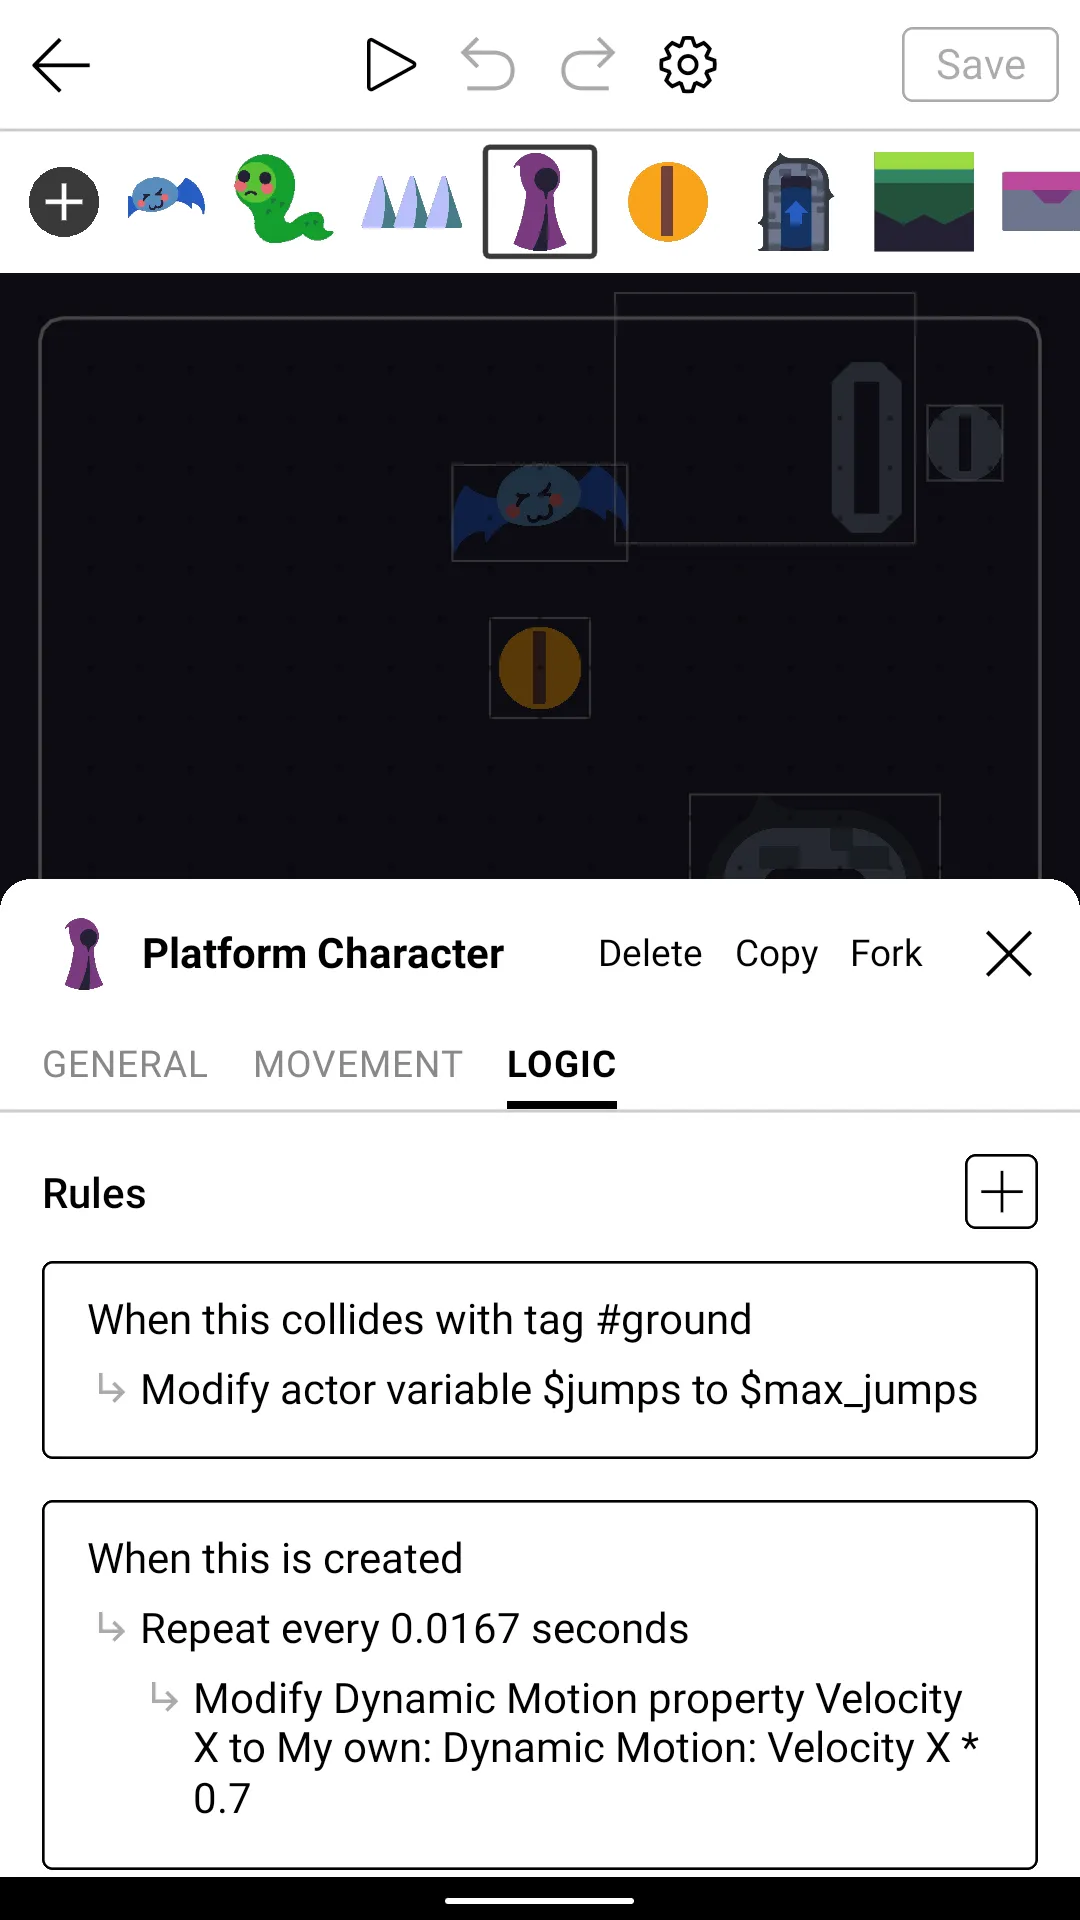 Save
Platform Character
Delete Copy Fork
GENERAL MOVEMENT LOGIC
Rules
When this collides with tag #ground
Modify actor variable $jumps to $max_jumps
When this is created
Repeat every 0.0167 seconds
Modify Dynamic Motion property Velocity
X to My own: Dynamic Motion: Velocity X *
0.7